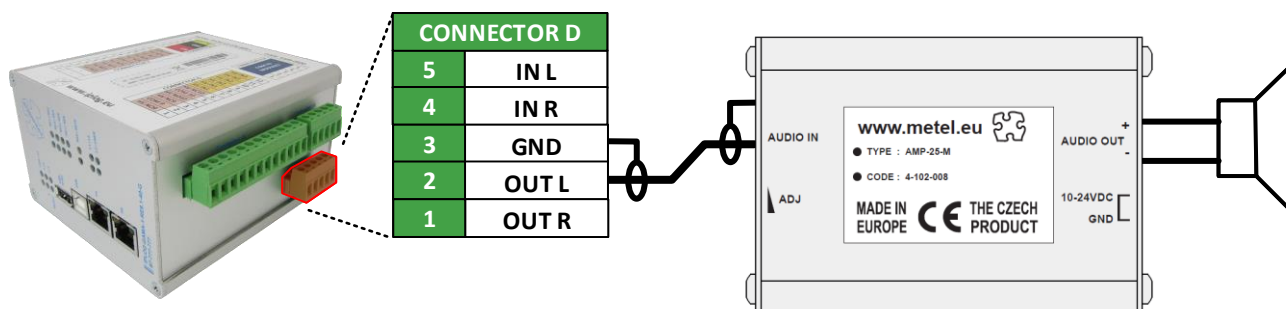 CONNECTOR D
5 IN L
4 IN R
3 GND
2 OUT L
1 OUT R
AUDIO IN
ADJ
www.metel.eu
TYPE : AMP-25-M
CODE : 4-102-008
MADE IN EUROPE
CE
THE CZECH PRODUCT
+
AUDIO OUT
-
10-24VDC
GND